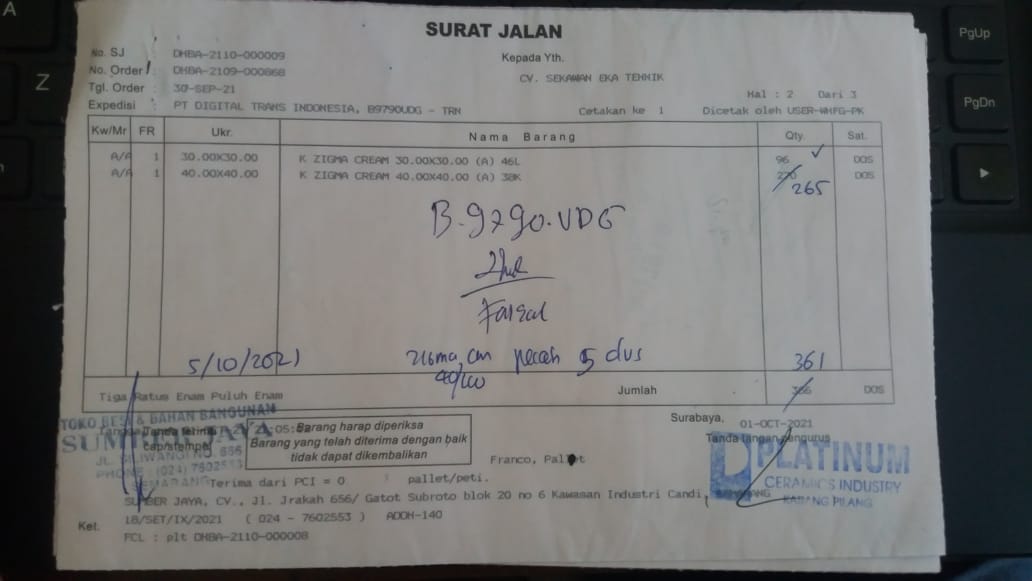 SURAT JALAN
No. SJ : DHBA-2110-000009
Kepada Yth.
No. Order : DHBA-2109-000868
CV. SEKAWAN EKA TEHNIK
Tgl. Order : 30-SEP-21
Hal : 2 Dari 3
Expedisi : PT DIGITAL TRANS INDONESIA, B9790UDG - TRN Cetakan ke 1 Dicetak oleh USER-WHFG-PK
Kw/Mr FR Ukr. Nama Barang Qty. Sat.
A/A 1 30.00X30.00 K ZIGMA CREAM 30.00X30.00 (A) 46L 96 ✓ DOS
A/A 1 40.00X40.00 K ZIGMA CREAM 40.00X40.00 (A) 38K 270 DOS
265
B.9790.UDG
Faisal
5/10/2021 pecah 5 dus 361
Tiga Ratus Enam Puluh Enam Jumlah 366 DOS
TOKO BESI & BAHAN BANGUNAN
SUMBER JAYA
JL. SILIWANGI NO. 656
PHONE : (024) 7602553
SEMARANG
Tanda terima
cap/stempel
Barang harap diperiksa
Barang yang telah diterima dengan baik
tidak dapat dikembalikan
Surabaya, 01-OCT-2021
Tanda tangan pengurus
PLATINUM
CERAMICS INDUSTRY
KARANG PILANG
Franco, Pallet
Terima dari PCI = 0 pallet/peti.
SUMBER JAYA, CV., Jl. Jrakah 656/ Gatot Subroto blok 20 no 6 Kawasan Industri Candi, SEMARANG
Ket. 18/SET/IX/2021 ( 024 - 7602553 ) ADDH-140
FCL : plt DHBA-2110-000008
A
Z
PgUp
PgDn